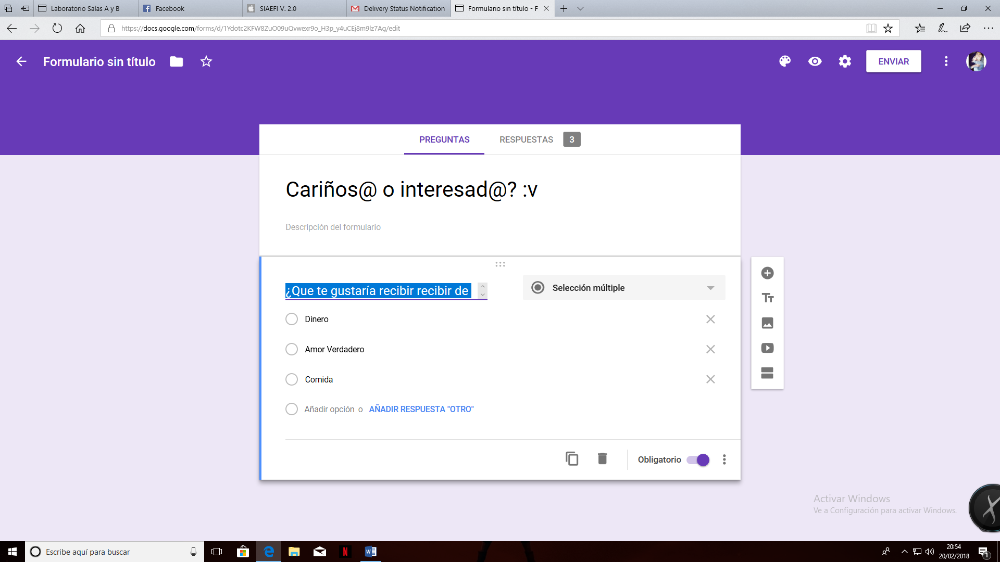 Laboratorio Salas A y B
Facebook
SIAEFI V. 2.0
Delivery Status Notification
Formulario sin título - F
https://docs.google.com/forms/d/1Ydotc2KFW8ZuO09uQvwexr9o_H3p_y4uCEj8m9lz7Ag/edit
Formulario sin título
ENVIAR
PREGUNTAS
RESPUESTAS 3
Cariños@ o interesad@? :v
Descripción del formulario
¿Que te gustaría recibir recibir de
Selección múltiple
Dinero
Amor Verdadero
Comida
Añadir opción o AÑADIR RESPUESTA "OTRO"
Obligatorio
Activar Windows
Ve a Configuración para activar Windows.
Escribe aquí para buscar
20:54
20/02/2018
1